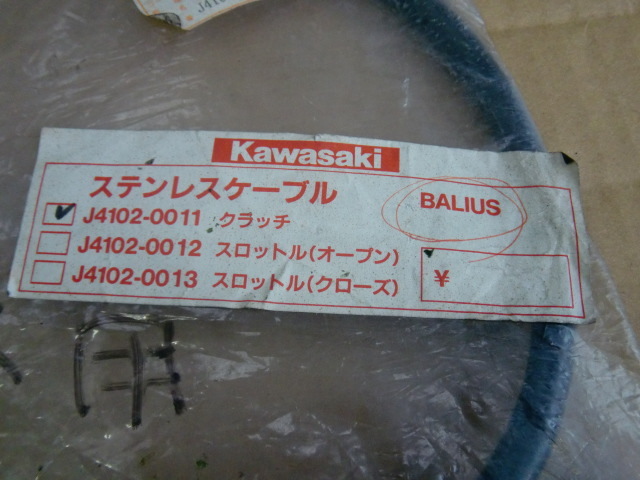 J410
Kawasaki
ステンレスケーブル
BALIUS
J4102-0011 クラッチ
J4102-0012 スロットル(オープン)
J4102-0013 スロットル(クローズ)
¥
用